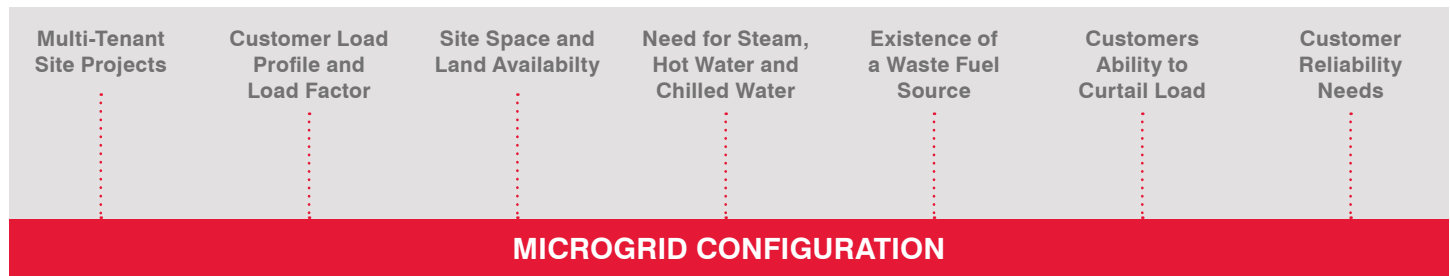 Multi-Tenant
Site Projects
Customer Load
Profile and
Load Factor
Site Space and
Land Availabilty
Need for Steam,
Hot Water and
Chilled Water
Existence of
a Waste Fuel
Source
Customers
Ability to
Curtail Load
Customer
Reliability
Needs
MICROGRID CONFIGURATION